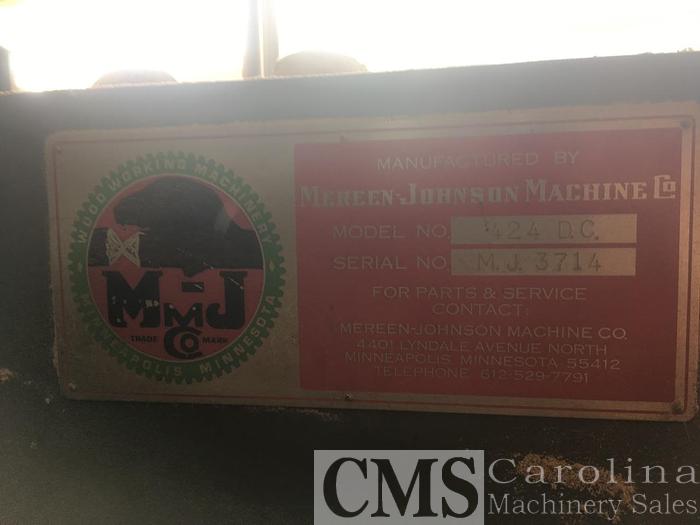 WOOD WORKING MACHINERY
M-J
M
Co
TRADE MARK
MINNEAPOLIS MINNESOTA
MANUFACTURED BY
MEREEN-JOHNSON MACHINE Co
MODEL NO. 424 D.C.
SERIAL NO. M.J. 3714
FOR PARTS & SERVICE
CONTACT:
MEREEN-JOHNSON MACHINE CO.
4401 LYNDALE AVENUE NORTH
MINNEAPOLIS MINNESOTA 55412
TELEPHONE 612-529-7791
CMS Carolina
Machinery Sales